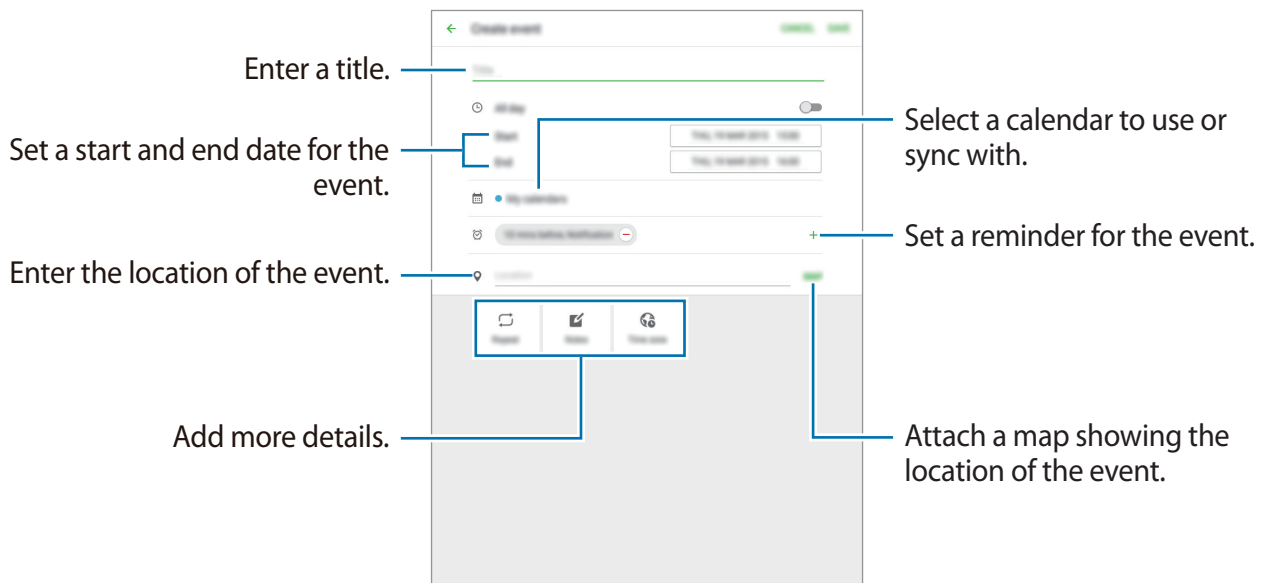 Create event
CANCEL SAVE
Enter a title.
Title
All day
Set a start and end date for the
event.
Start
End
Select a calendar to use or
sync with.
My calendars
Set a reminder for the event.
Enter the location of the event.
Location
Repeat
Notes
Time zone
Add more details.
Attach a map showing the
location of the event.